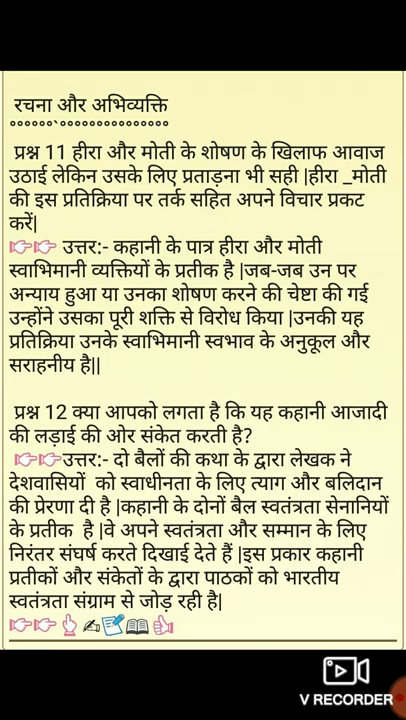 रचना और अभिव्यक्ति
प्रश्न 11 हीरा और मोती के शोषण के खिलाफ आवाज
उठाई लेकिन उसके लिए प्रताड़ना भी सही |हीरा _मोती
की इस प्रतिक्रिया पर तर्क सहित अपने विचार प्रकट
करें|
उत्तर:- कहानी के पात्र हीरा और मोती
स्वाभिमानी व्यक्तियों के प्रतीक है |जब-जब उन पर
अन्याय हुआ या उनका शोषण करने की चेष्टा की गई
उन्होंने उसका पूरी शक्ति से विरोध किया |उनकी यह
प्रतिक्रिया उनके स्वाभिमानी स्वभाव के अनुकूल और
सराहनीय है||
प्रश्न 12 क्या आपको लगता है कि यह कहानी आजादी
की लड़ाई की ओर संकेत करती है?
उत्तर:- दो बैलों की कथा के द्वारा लेखक ने
देशवासियों को स्वाधीनता के लिए त्याग और बलिदान
की प्रेरणा दी है |कहानी के दोनों बैल स्वतंत्रता सेनानियों
के प्रतीक है |वे अपने स्वतंत्रता और सम्मान के लिए
निरंतर संघर्ष करते दिखाई देते हैं |इस प्रकार कहानी
प्रतीकों और संकेतों के द्वारा पाठकों को भारतीय
स्वतंत्रता संग्राम से जोड़ रही है|
V RECORDER